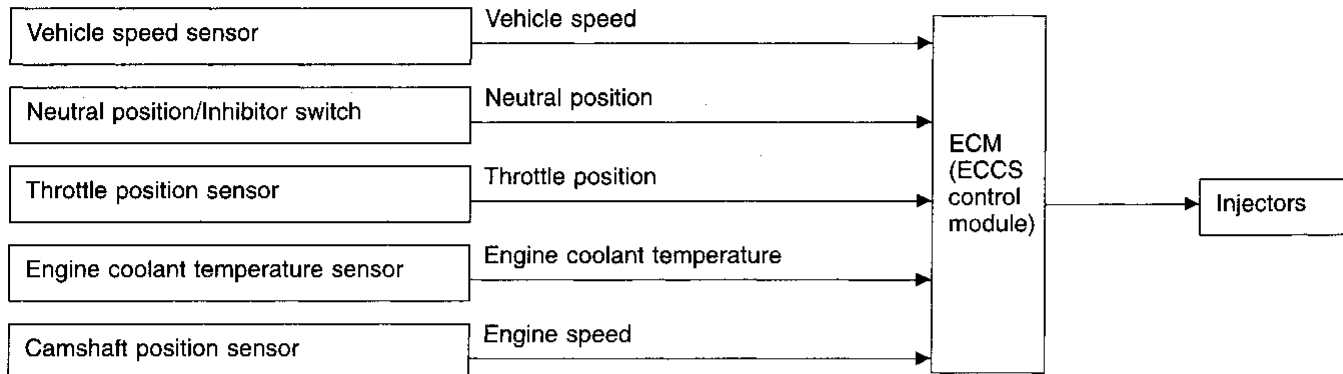 Vehicle speed sensor
Vehicle speed
Neutral position/Inhibitor switch
Neutral position
Throttle position sensor
Throttle position
Engine coolant temperature sensor
Engine coolant temperature
Camshaft position sensor
Engine speed
ECM
(ECCS
control
module)
Injectors